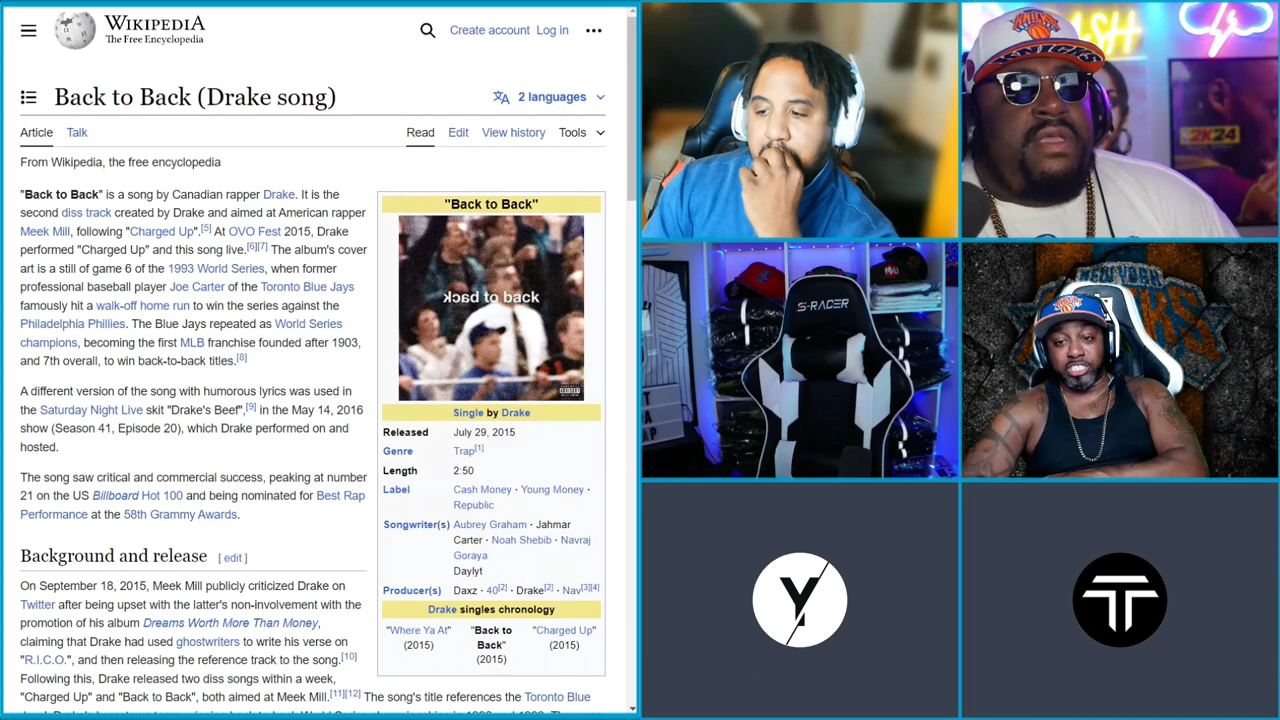 WIKIPEDIA
The Free Encyclopedia
Create account Log in
Back to Back (Drake song)
2 languages
Article Talk
Read Edit View history Tools
From Wikipedia, the free encyclopedia
"Back to Back" is a song by Canadian rapper Drake. It is the
second diss track created by Drake and aimed at American rapper
Meek Mill, following "Charged Up".[5] At OVO Fest 2015, Drake
performed "Charged Up" and this song live.[6][7] The album's cover
art is a still of game 6 of the 1993 World Series, when former
professional baseball player Joe Carter of the Toronto Blue Jays
famously hit a walk-off home run to win the series against the
Philadelphia Phillies. The Blue Jays repeated as World Series
champions, becoming the first MLB franchise founded after 1903,
and 7th overall, to win back-to-back titles.[8]
A different version of the song with humorous lyrics was used in
the Saturday Night Live skit "Drake's Beef",[9] in the May 14, 2016
show (Season 41, Episode 20), which Drake performed on and
hosted.
The song saw critical and commercial success, peaking at number
21 on the US Billboard Hot 100 and being nominated for Best Rap
Performance at the 58th Grammy Awards.
Background and release [ edit ]
On September 18, 2015, Meek Mill publicly criticized Drake on
Twitter after being upset with the latter's non-involvement with the
promotion of his album Dreams Worth More Than Money,
claiming that Drake had used ghostwriters to write his verse on
"R.I.C.O.", and then releasing the reference track to the song.[10]
Following this, Drake released two diss songs within a week,
"Charged Up" and "Back to Back", both aimed at Meek Mill.[11][12] The song's title references the Toronto Blue
"Back to Back"
back to back
Single by Drake
Released July 29, 2015
Genre Trap[1]
Length 2:50
Label Cash Money · Young Money ·
Republic
Songwriter(s) Aubrey Graham · Jahmar
Carter · Noah Shebib · Navraj
Goraya
Daylyt
Producer(s) Daxz · 40[2] · Drake[2] · Nav[3][4]
Drake singles chronology
"Where Ya At" "Back to "Charged Up"
(2015) Back" (2015)
(2015)
KNICKS
KNICKS
2K24
S-RACER
NEW YORK
Y
T